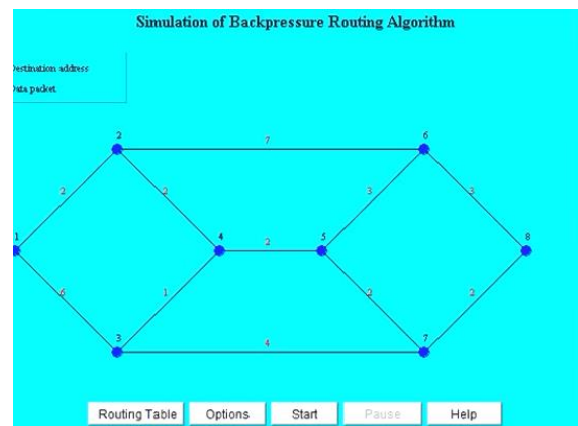 Simulation of Backpressure Routing Algorithm
Destination address
Data packet
2
7
6
2
2
3
3
1
4
2
5
8
6
1
2
2
3
4
7
Routing Table
Options
Start
Pause
Help